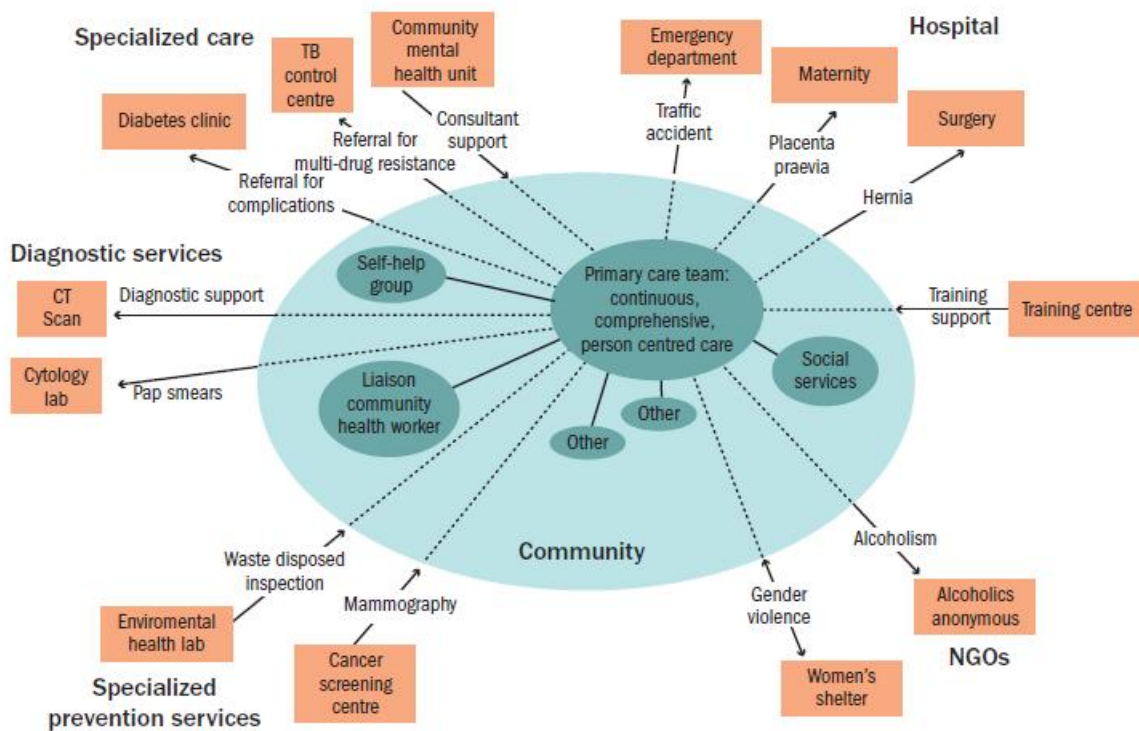 Specialized care
Community
mental
health unit
TB
control
centre
Diabetes clinic
Consultant
support
Referral for
multi-drug resistance
Referral for
complications
Emergency
department
Hospital
Maternity
Surgery
Traffic
accident
Placenta
praevia
Hernia
Diagnostic services
CT
Scan
Diagnostic support
Cytology
lab
Pap smears
Self-help
group
Primary care team:
continuous,
comprehensive,
person centred care
Training
support
Training centre
Social
services
Liaison
community
health worker
Other
Other
Community
Waste disposed
inspection
Mammography
Enviromental
health lab
Cancer
screening
centre
Specialized
prevention services
Alcoholism
Gender
violence
Alcoholics
anonymous
NGOs
Women's
shelter